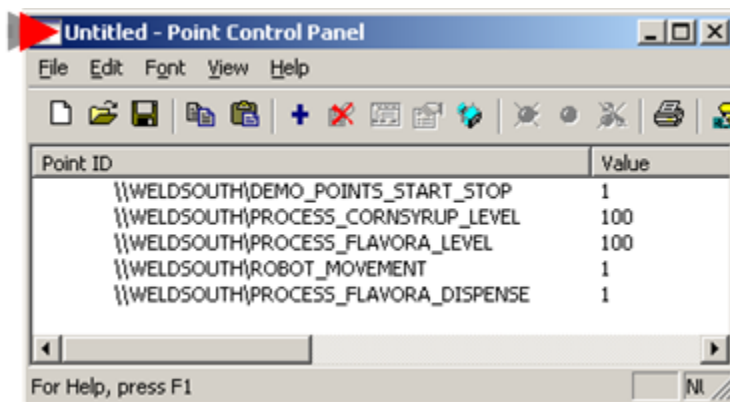 Untitled - Point Control Panel
File Edit Font View Help
Point ID Value
\\WELDSOUTH\DEMO_POINTS_START_STOP 1
\\WELDSOUTH\PROCESS_CORNSYRUP_LEVEL 100
\\WELDSOUTH\PROCESS_FLAVORA_LEVEL 100
\\WELDSOUTH\ROBOT_MOVEMENT 1
\\WELDSOUTH\PROCESS_FLAVORA_DISPENSE 1
For Help, press F1